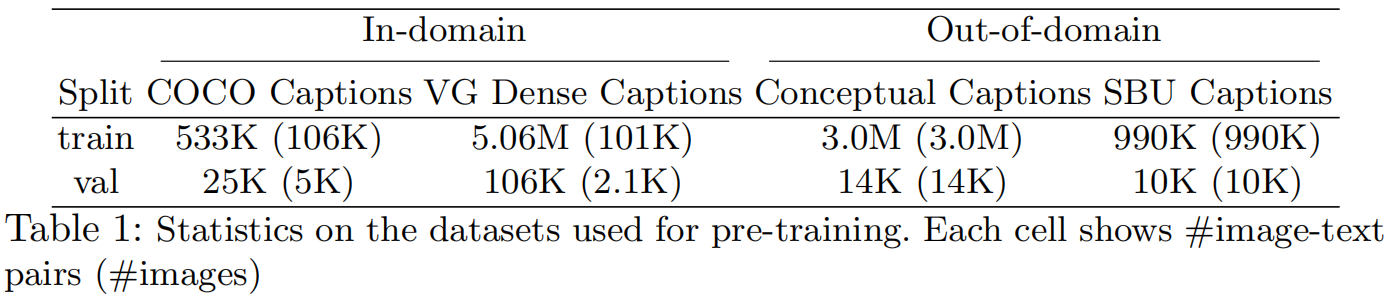 In-domain Out-of-domain
Split COCO Captions VG Dense Captions Conceptual Captions SBU Captions
train 533K (106K) 5.06M (101K) 3.0M (3.0M) 990K (990K)
val 25K (5K) 106K (2.1K) 14K (14K) 10K (10K)
Table 1: Statistics on the datasets used for pre-training. Each cell shows #image-text
pairs (#images)